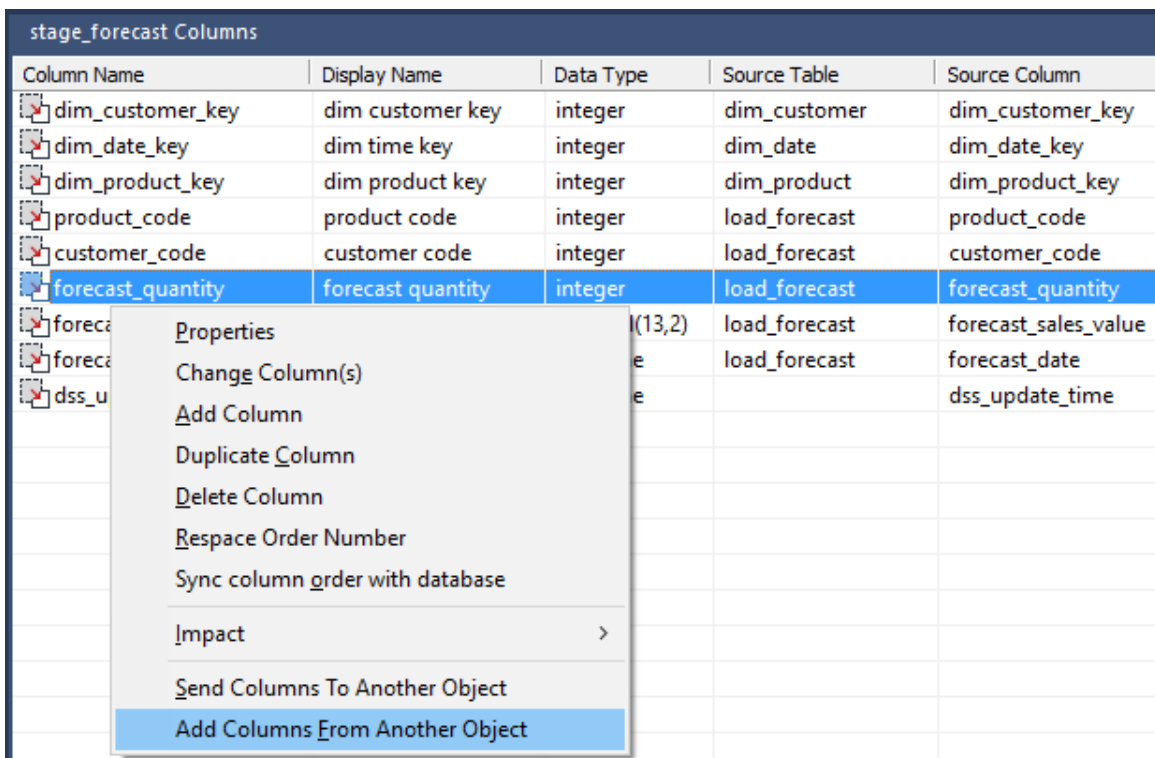 stage_forecast Columns
Column Name Display Name Data Type Source Table Source Column
dim_customer_key dim customer key integer dim_customer dim_customer_key
dim_date_key dim time key integer dim_date dim_date_key
dim_product_key dim product key integer dim_product dim_product_key
product_code product code integer load_forecast product_code
customer_code customer code integer load_forecast customer_code
forecast_quantity forecast quantity integer load_forecast forecast_quantity
(13,2) load_forecast forecast_sales_value
load_forecast forecast_date
dss_update_time
Properties
Change Column(s)
Add Column
Duplicate Column
Delete Column
Respace Order Number
Sync column order with database
Impact >
Send Columns To Another Object
Add Columns From Another Object